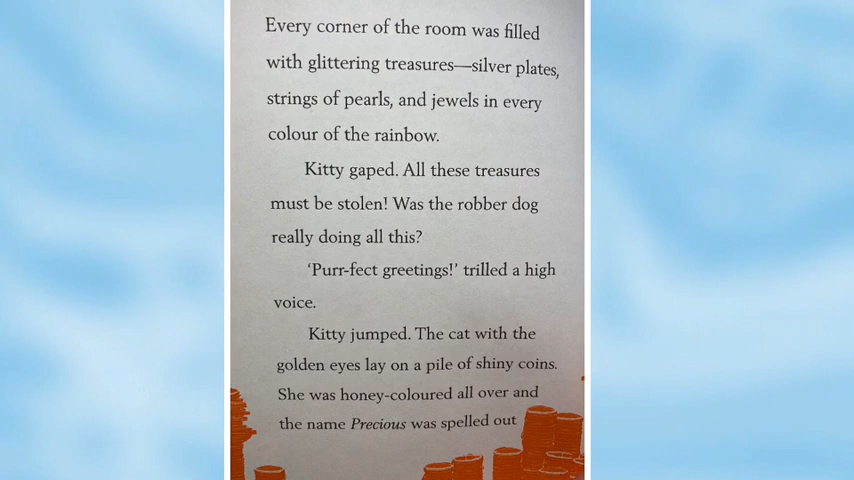 Every corner of the room was filled
with glittering treasures—silver plates,
strings of pearls, and jewels in every
colour of the rainbow.
Kitty gaped. All these treasures
must be stolen! Was the robber dog
really doing all this?
‘Purr-fect greetings!’ trilled a high
voice.
Kitty jumped. The cat with the
golden eyes lay on a pile of shiny coins.
She was honey-coloured all over and
the name Precious was spelled out